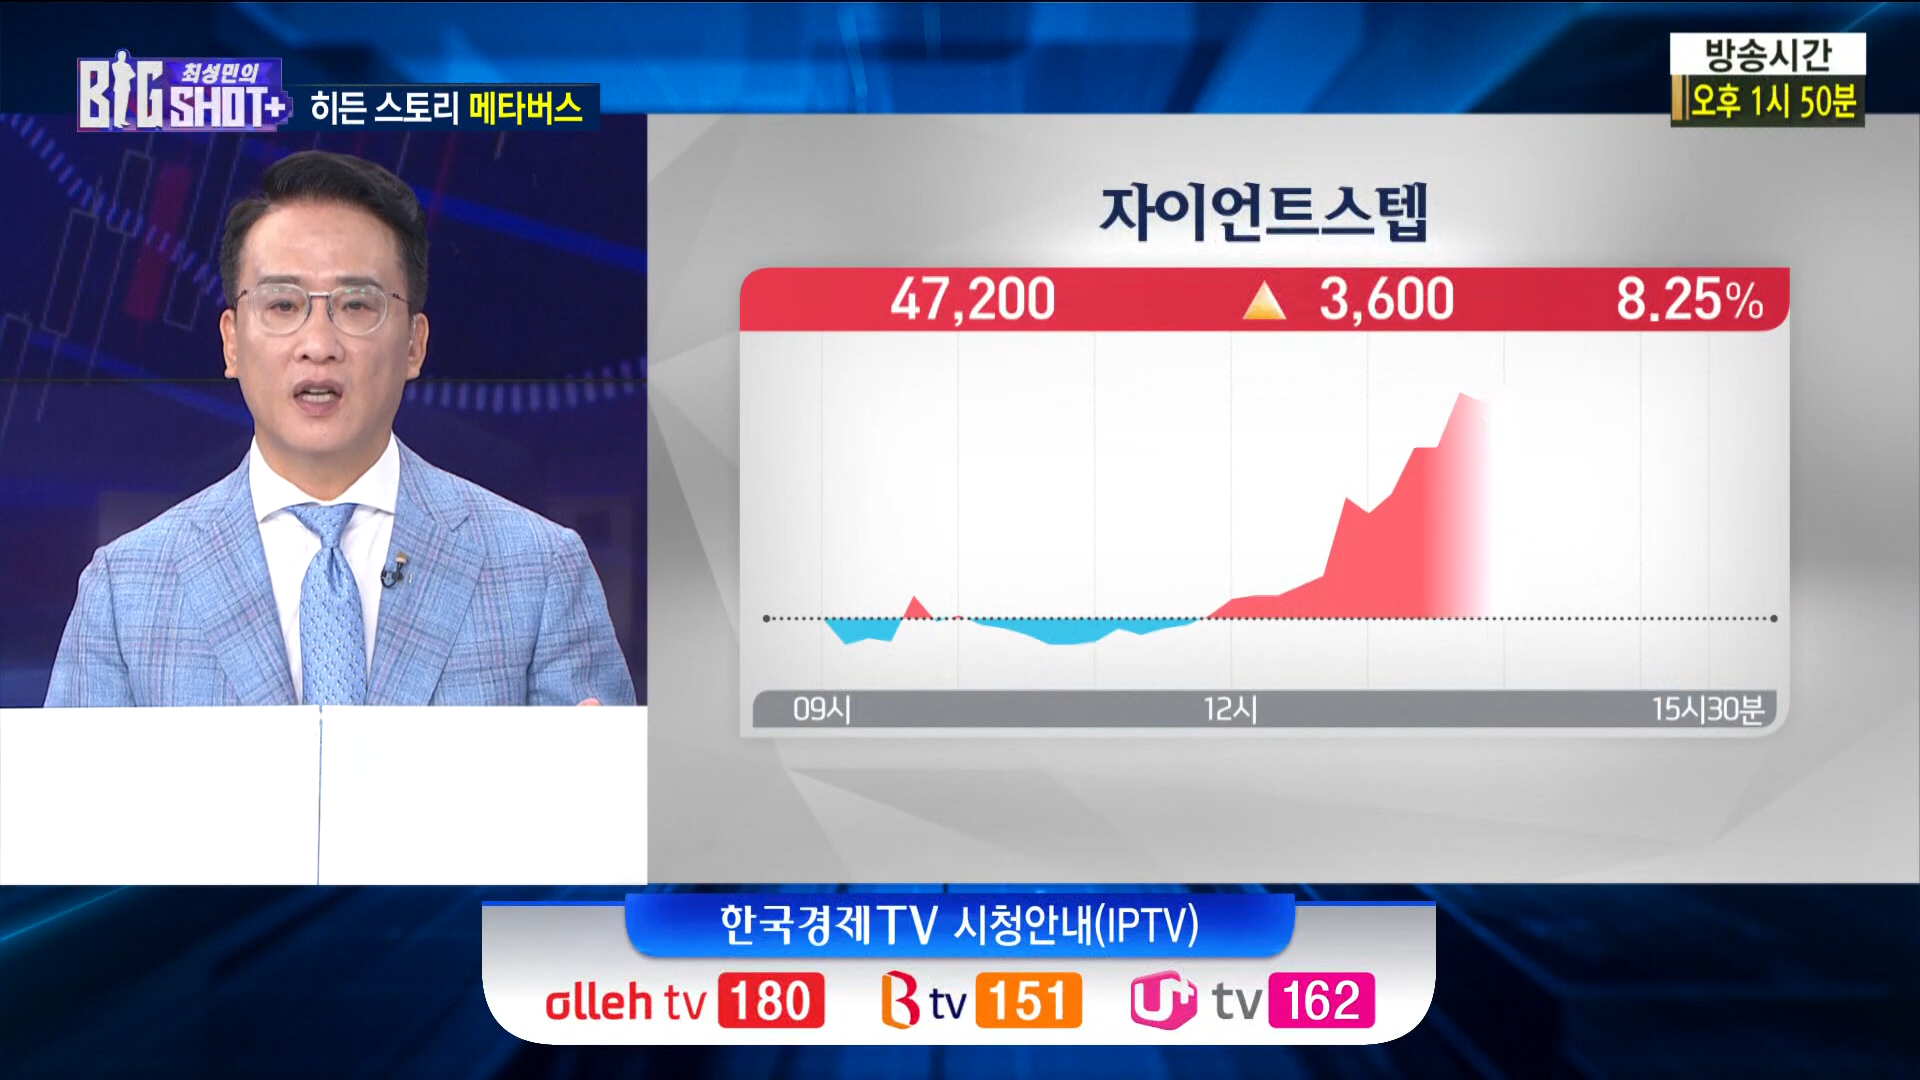 BIG
최성민의
SHOT+
히든 스토리 메타버스
방송시간
오후 1시 50분
자이언트스텝
47,200 ▲ 3,600 8.25%
09시 12시 15시30분
한국경제TV 시청안내(IPTV)
olleh tv 180 B tv 151 U+ tv 162